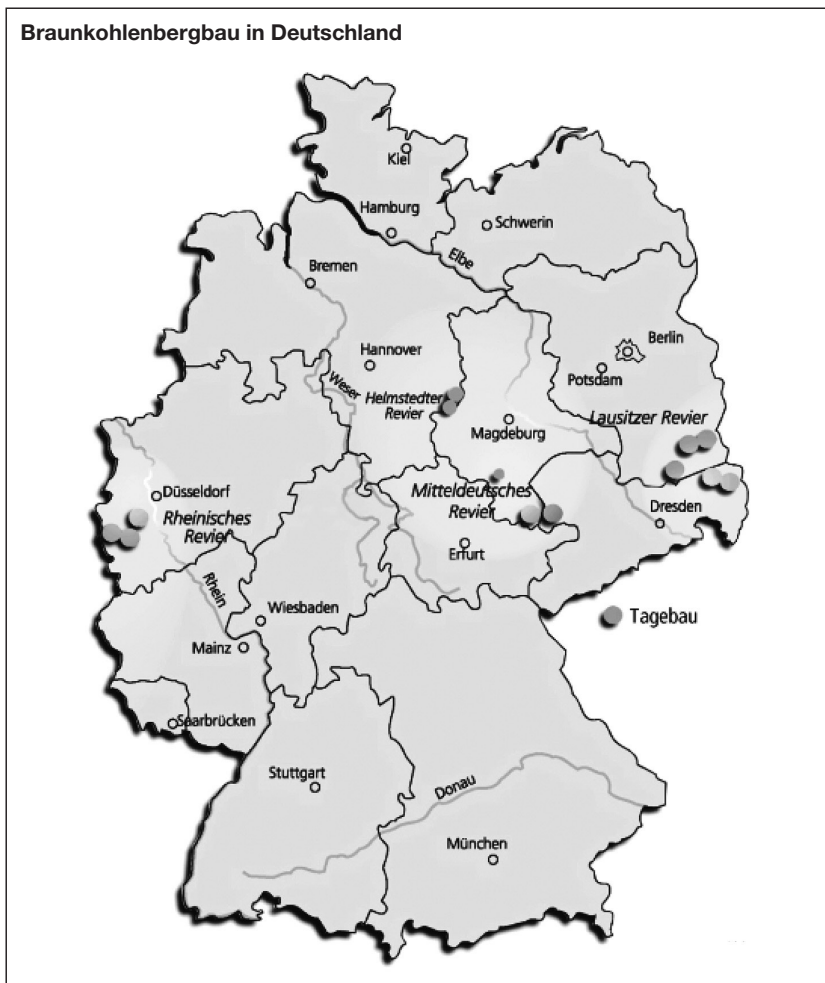 Braunkohlenbergbau in Deutschland
Kiel
Hamburg
Schwerin
Elbe
Bremen
Berlin
Hannover
Potsdam
Weser
Helmstedter
Revier
Lausitzer Revier
Magdeburg
Düsseldorf
Mitteldeutsches
Revier
Rheinisches
Revier
Dresden
Erfurt
Rhein
Wiesbaden
Tagebau
Mainz
Saarbrücken
Stuttgart
Donau
München